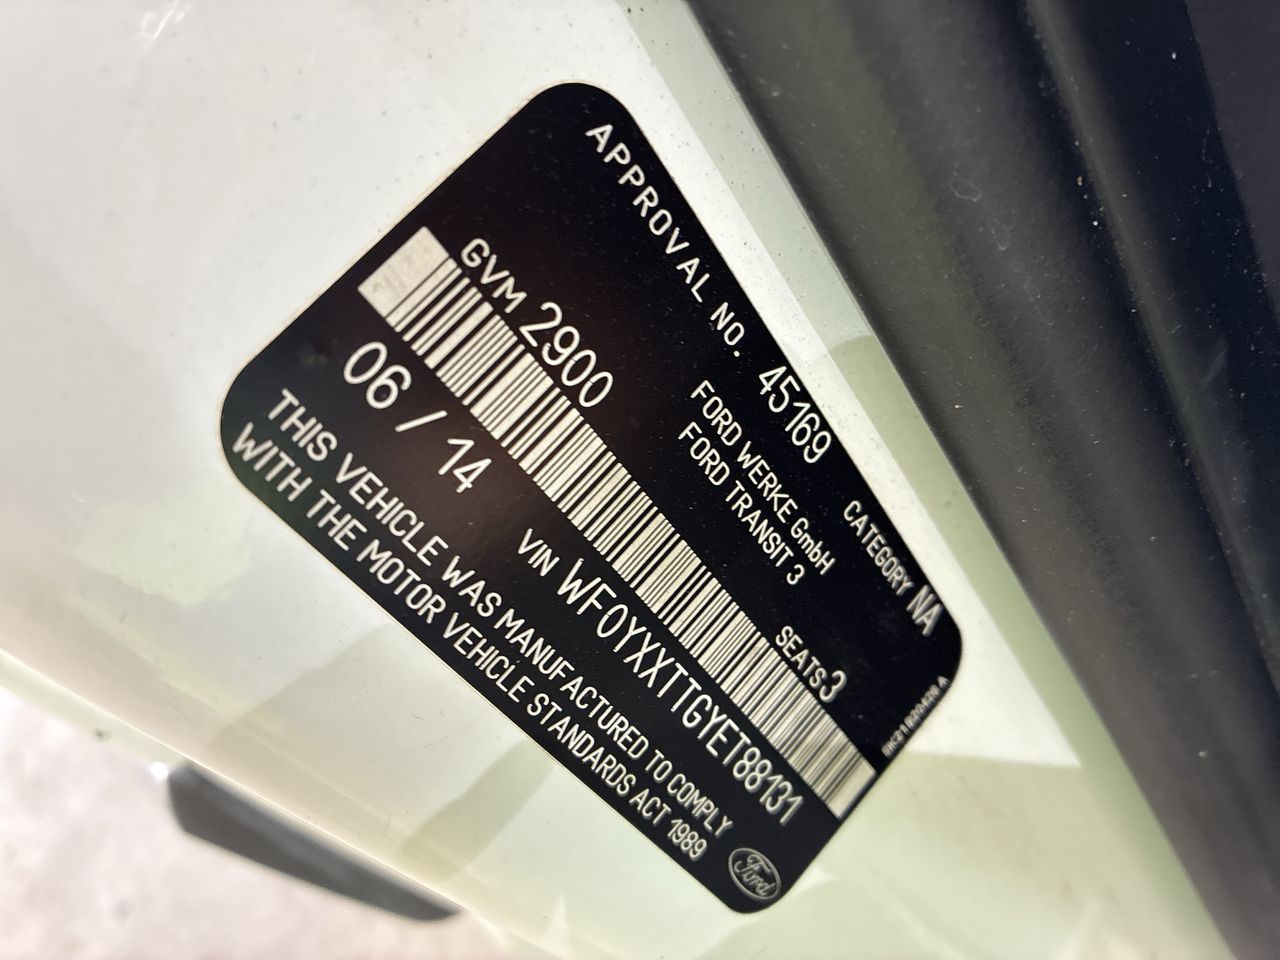 APPROVAL NO. 45169 CATEGORY NA
FORD WERKE GmbH
FORD TRANSIT 3
GVM 2900 SEATS 3
06 / 14 VIN WF0YXXTTGYET88131
THIS VEHICLE WAS MANUFACTURED TO COMPLY
WITH THE MOTOR VEHICLE STANDARDS ACT 1989
Ford